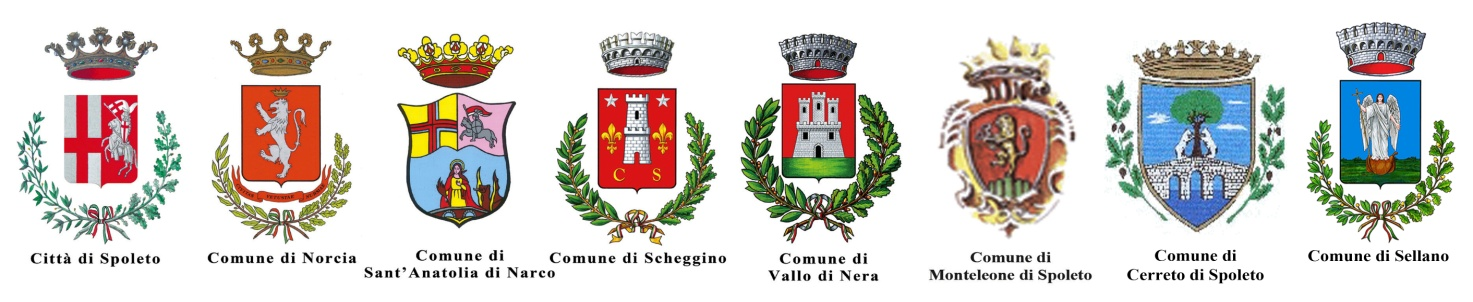 C S
Città di Spoleto
Comune di Norcia
Comune di
Sant'Anatolia di Narco
Comune di Scheggino
Comune di
Vallo di Nera
Comune di
Monteleone di Spoleto
Comune di
Cerreto di Spoleto
Comune di Sellano